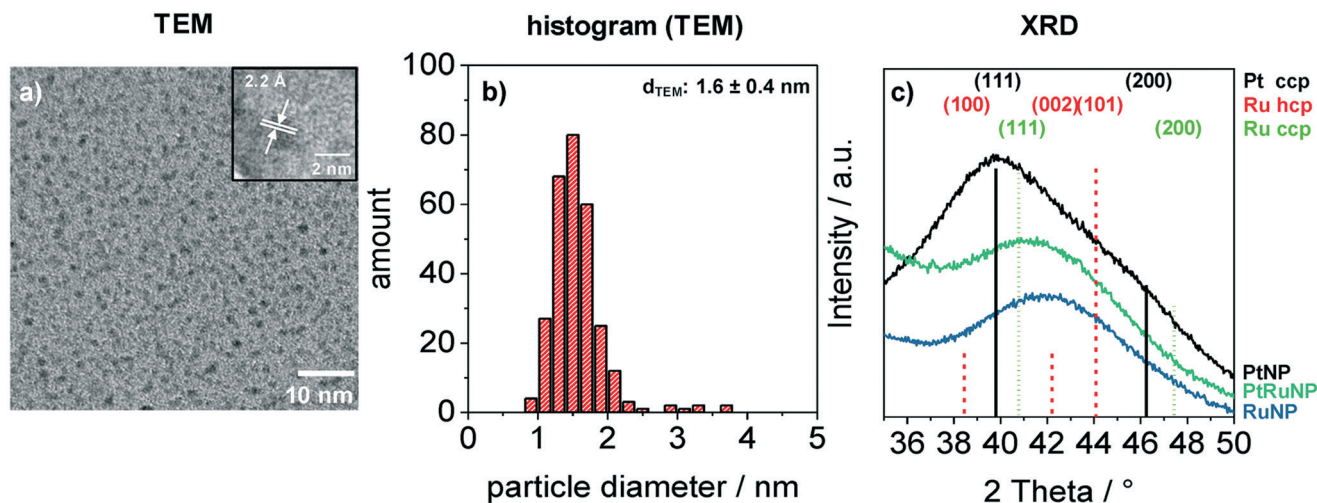 TEM
histogram (TEM)
XRD
a)
2.2 Å
2 nm
10 nm
b)
d_TEM: 1.6 ± 0.4 nm
amount
100
80
60
40
20
0
0 1 2 3 4 5
particle diameter / nm
c)
(111) (200) Pt ccp
(100) (002) (101) Ru hcp
(111) (200) Ru ccp
Intensity / a.u.
PtNP
PtRuNP
RuNP
36 38 40 42 44 46 48 50
2 Theta / °